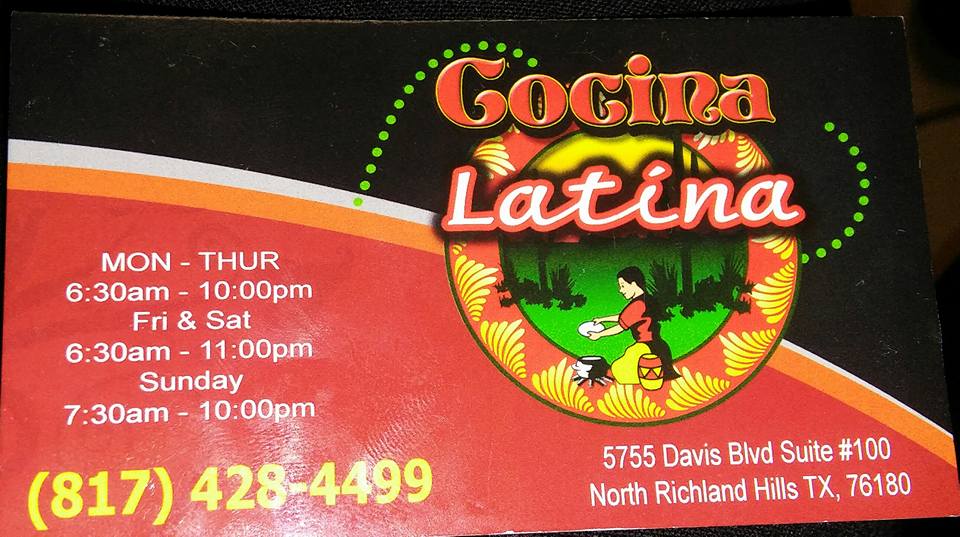 Cocina
Latina
MON - THUR
6:30am - 10:00pm
Fri & Sat
6:30am - 11:00pm
Sunday
7:30am - 10:00pm
(817) 428-4499
5755 Davis Blvd Suite #100
North Richland Hills TX, 76180